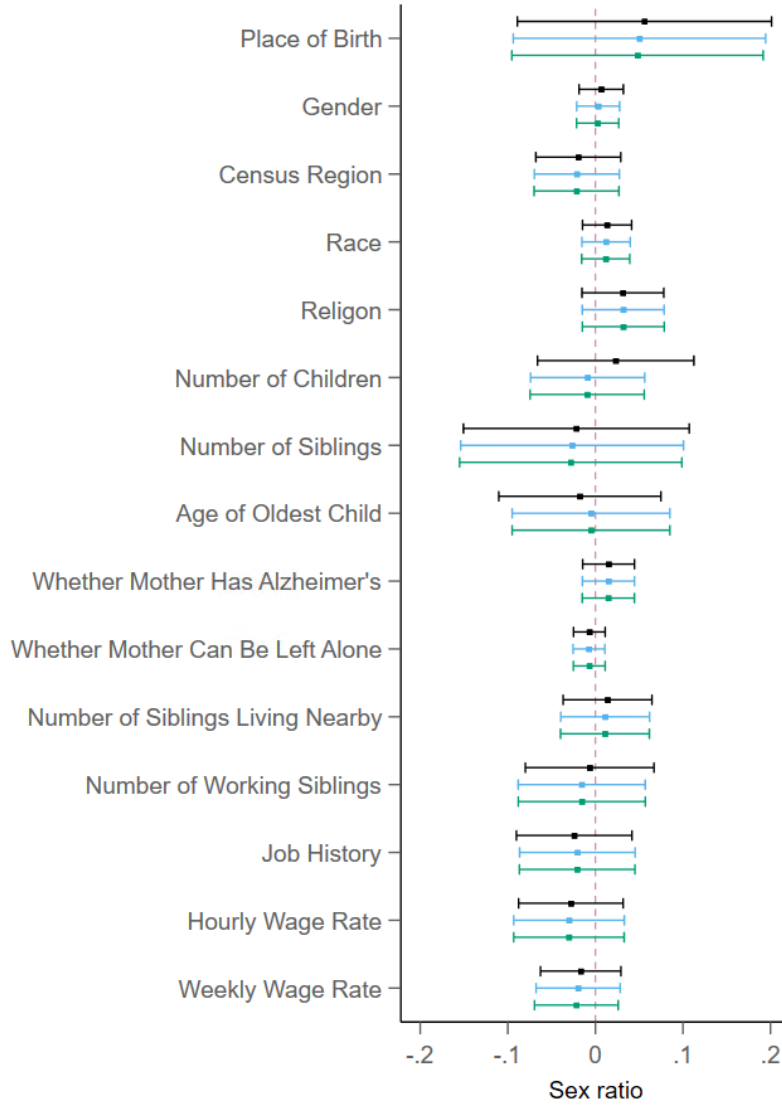 Place of Birth
Gender
Census Region
Race
Religon
Number of Children
Number of Siblings
Age of Oldest Child
Whether Mother Has Alzheimer's
Whether Mother Can Be Left Alone
Number of Siblings Living Nearby
Number of Working Siblings
Job History
Hourly Wage Rate
Weekly Wage Rate
-.2 -.1 0 .1 .2
Sex ratio